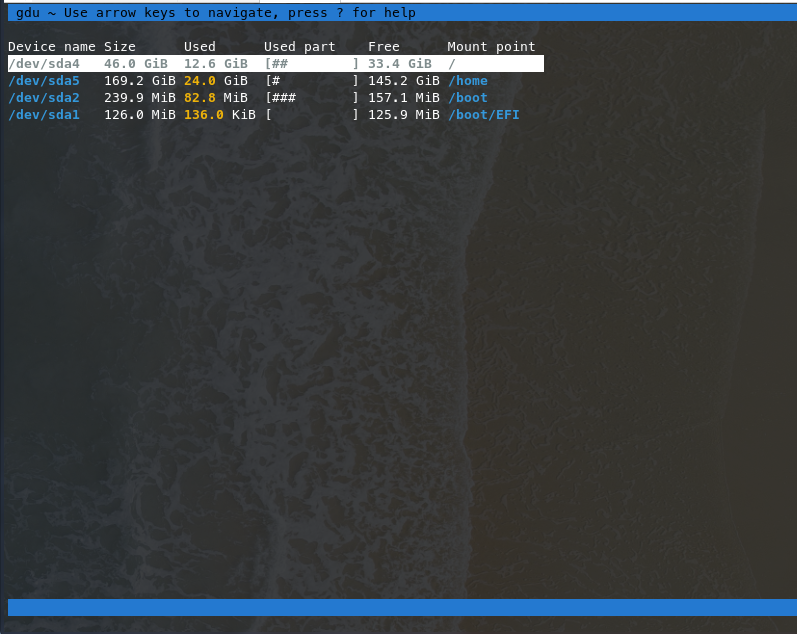 gdu ~ Use arrow keys to navigate, press ? for help
Device name Size      Used      Used part    Free      Mount point
/dev/sda4   46.0 GiB  12.6 GiB  [##        ] 33.4 GiB  /
/dev/sda5   169.2 GiB 24.0 GiB  [#         ] 145.2 GiB /home
/dev/sda2   239.9 MiB 82.8 MiB  [###       ] 157.1 MiB /boot
/dev/sda1   126.0 MiB 136.0 KiB [          ] 125.9 MiB /boot/EFI